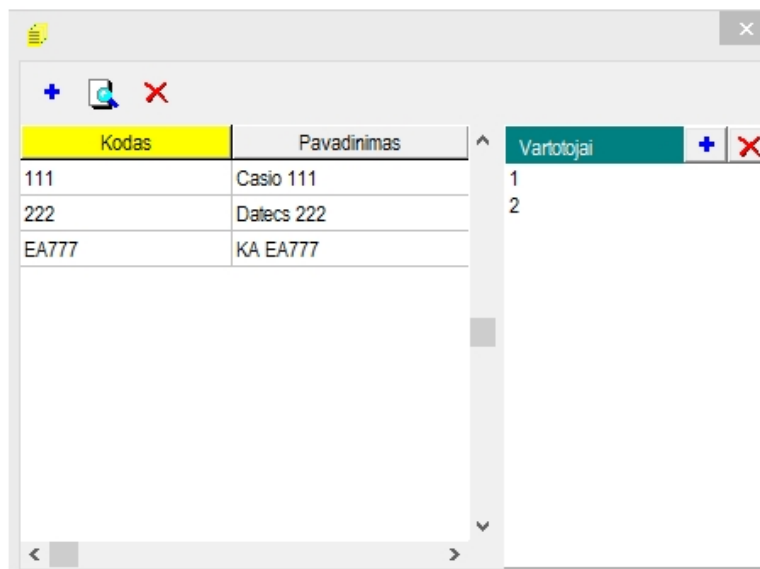 Kodas Pavadinimas Vartotojai
111 Casio 111 1
222 Datecs 222 2
EA777 KA EA777